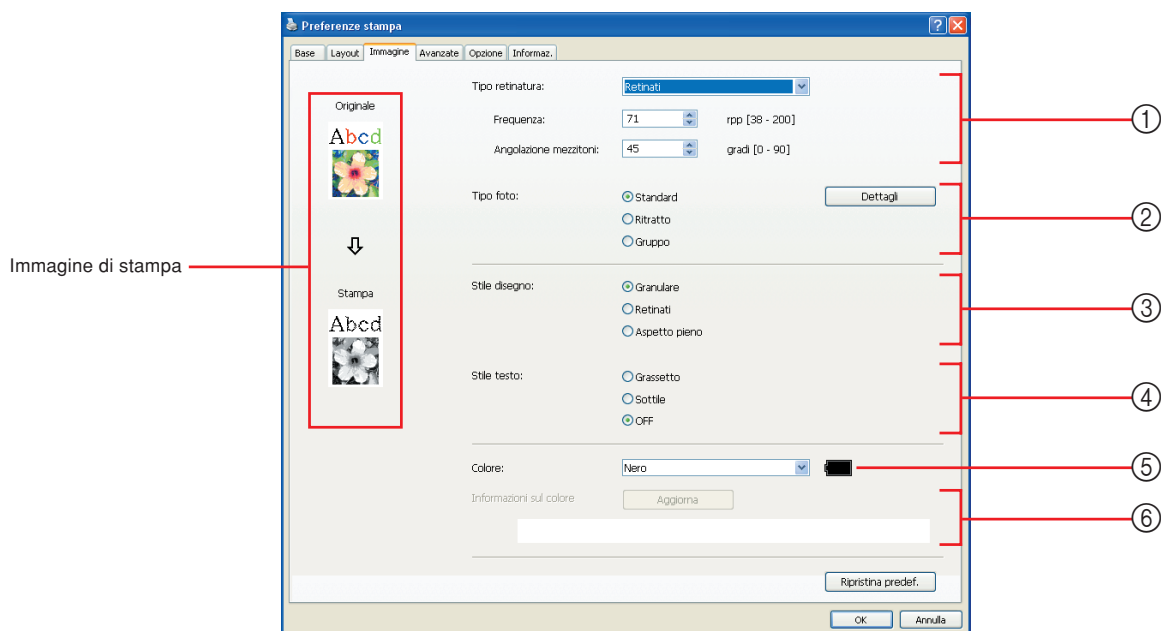 Preferenze stampa
Base Layout Immagine Avanzate Opzione Informaz.
Tipo retinatura: Retinati
Originale
Abcd
Frequenza: 71 rpp [38 - 200]
①
Angolazione mezzitoni: 45 gradi [0 - 90]
Tipo foto: Standard Dettagli
Ritratto
②
Gruppo
Immagine di stampa
Stampa
Abcd
Stile disegno: Granulare
Retinati
③
Aspetto pieno
Stile testo: Grassetto
Sottile
④
OFF
Colore: Nero
⑤
Informazioni sul colore Aggiorna
⑥
Ripristina predef.
OK Annulla